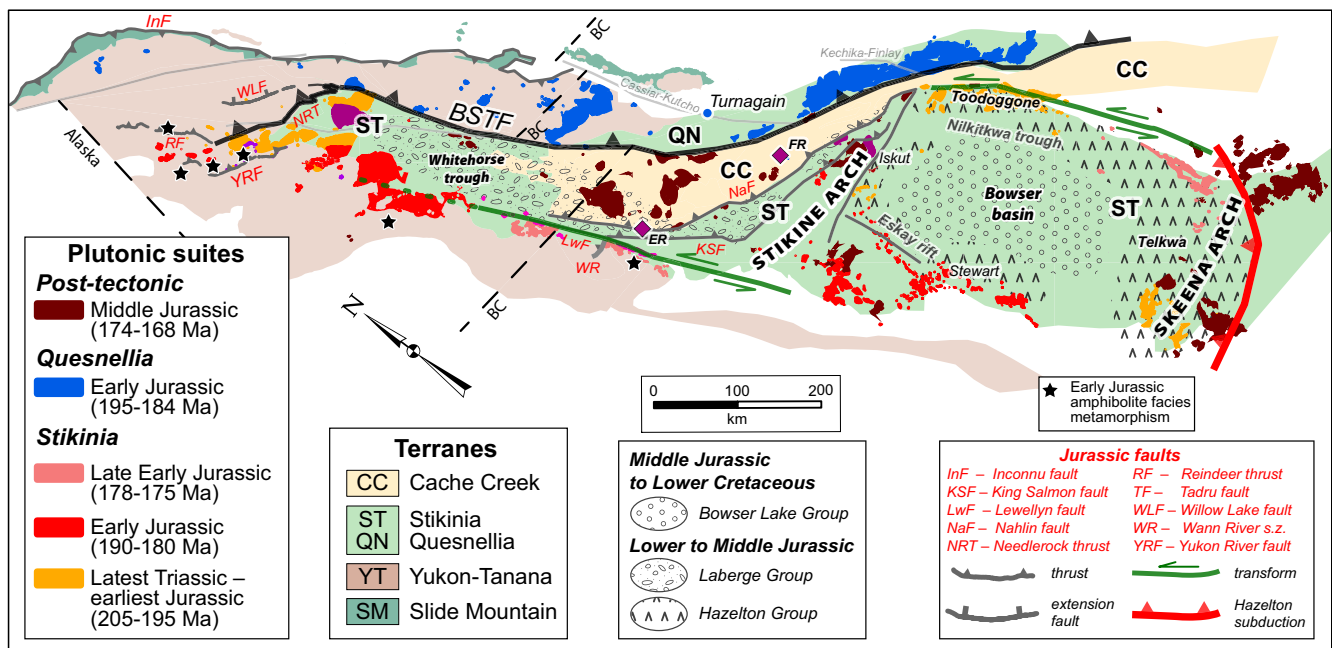 InF
BC
Kechika-Finlay
CC
Cassiar-Kutcho
Turnagain
WLF
NRT
ST
BSTF
BC
QN
Toodoggone
Nilkitkwa trough
Alaska
RF
YRF
Whitehorse
trough
FR
CC
NaF
Iskut
ST
STIKINE ARCH
Bowser
basin
ST
Eskay rift
Stewart
Telkwa
SKEENA ARCH
ER
LwF
KSF
WR
BC
N
Plutonic suites
Post-tectonic
Middle Jurassic
(174-168 Ma)
Quesnellia
Early Jurassic
(195-184 Ma)
Stikinia
Late Early Jurassic
(178-175 Ma)
Early Jurassic
(190-180 Ma)
Latest Triassic –
earliest Jurassic
(205-195 Ma)
Terranes
CC Cache Creek
ST Stikinia
QN Quesnellia
YT Yukon-Tanana
SM Slide Mountain
0 100 200
km
Middle Jurassic
to Lower Cretaceous
Bowser Lake Group
Lower to Middle Jurassic
Laberge Group
Hazelton Group
Early Jurassic
amphibolite facies
metamorphism
Jurassic faults
InF – Inconnu fault
KSF – King Salmon fault
LwF – Lewellyn fault
NaF – Nahlin fault
NRT – Needlerock thrust
RF – Reindeer thrust
TF – Tadru fault
WLF – Willow Lake fault
WR – Wann River s.z.
YRF – Yukon River fault
thrust
transform
extension
fault
Hazelton
subduction